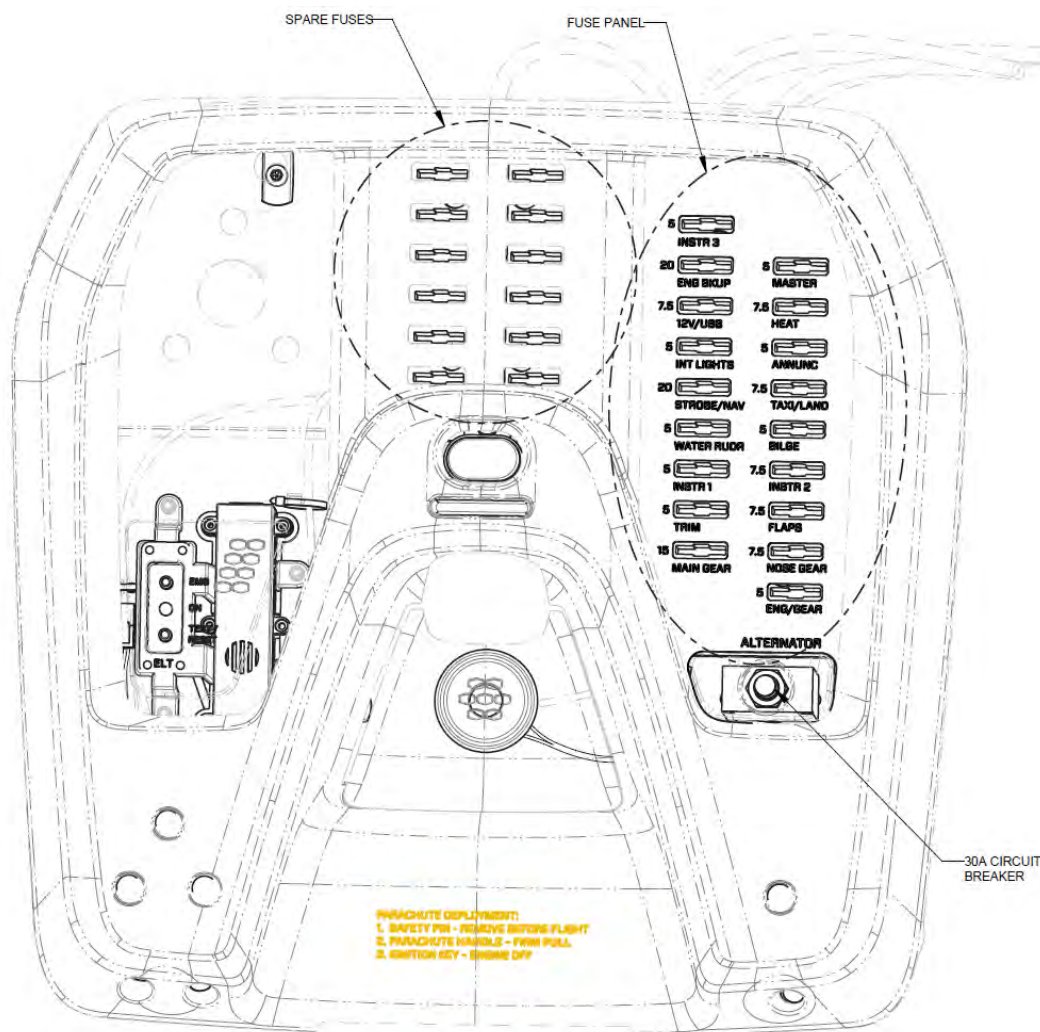 SPARE FUSES
FUSE PANEL
5
INSTR 3
20
ENG BKUP
5
MASTER
7.5
12V/USB
7.5
HEAT
5
INT LIGHTS
5
ANNUNC
20
STROBE/NAV
7.5
TAXI/LAND
5
WATER RUDR
5
BILGE
5
INSTR 1
7.5
INSTR 2
5
TRIM
7.5
FLAPS
15
MAIN GEAR
7.5
NOSE GEAR
5
ENG/GEAR
ON
ELT
ALTERNATOR
30A CIRCUIT
BREAKER
PARACHUTE DEPLOYMENT:
1. SAFETY PIN - REMOVE BEFORE FLIGHT
2. PARACHUTE HANDLE - FIRM PULL
3. IGNITION KEY - ENGINE OFF